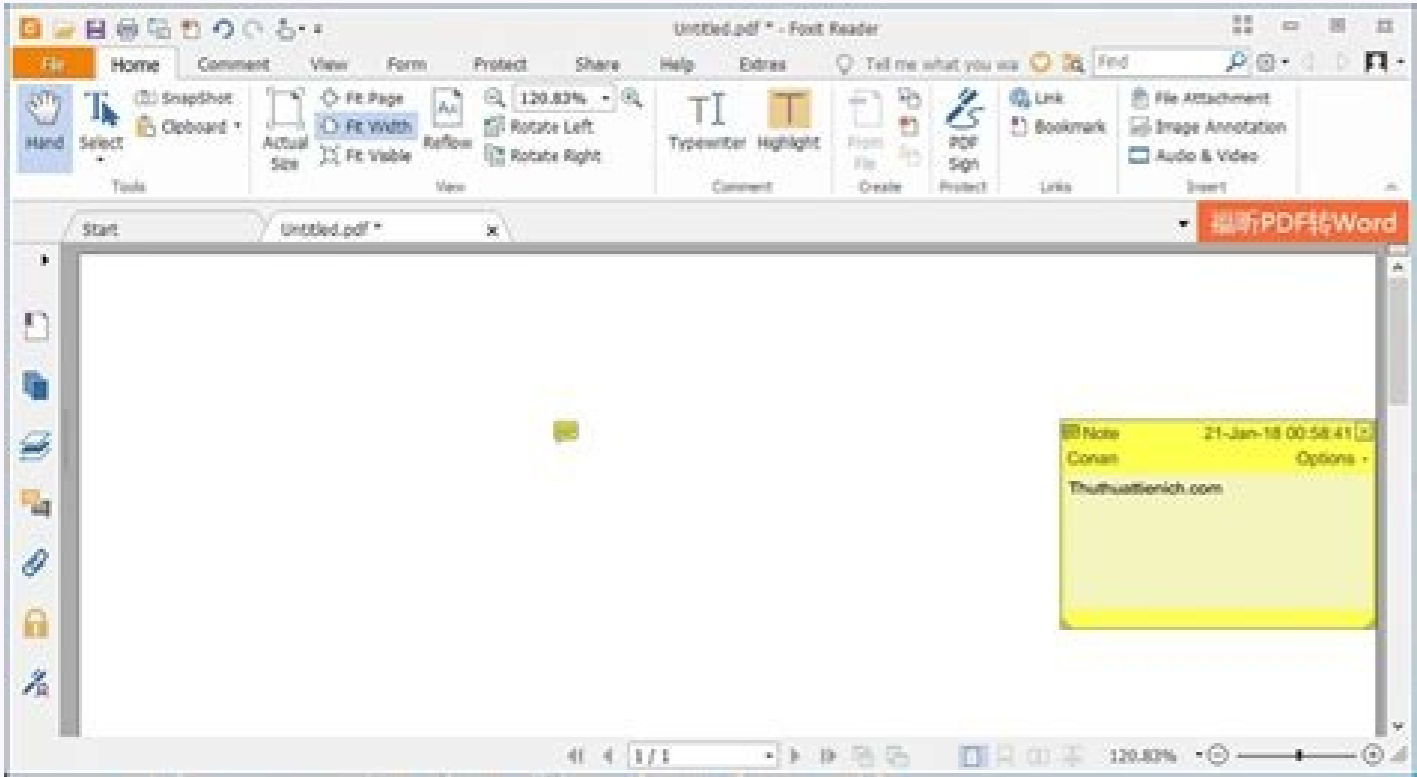 Untitled.pdf * - Foxit Reader
File Home Comment View Form Protect Share Help Extras Tell me what you wa Find
Hand
Select
SnapShot
Clipboard
Actual Size
Fit Page
Fit Width
Fit Visible
Reflow
120.83%
Rotate Left
Rotate Right
Typewriter
Highlight
From File
PDF Sign
Link
Bookmark
File Attachment
Image Annotation
Audio & Video
Tools View Comment Create Protect Links Insert
Start Untitled.pdf * 福昕PDF转Word
Note 21-Jan-18 00:58:41
Conan Options
Thuthuattienich.com
1 / 1 120.83%